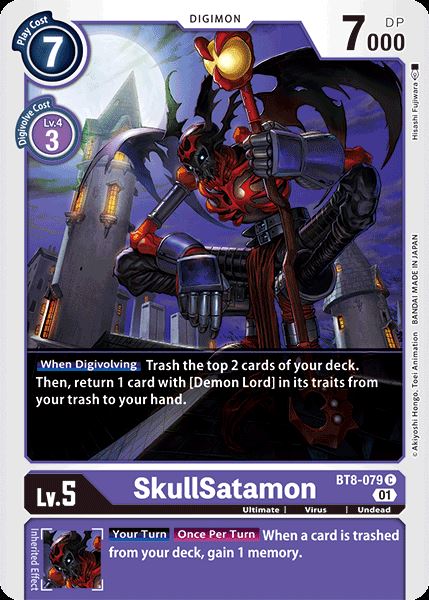 Play Cost
7
DIGIMON
DP
7000
Digivolve Cost
Lv.4
3
Hisashi Fujiwara
When Digivolving Trash the top 2 cards of your deck.
Then, return 1 card with [Demon Lord] in its traits from
your trash to your hand.
© Akiyoshi Hongo, Toei Animation BANDAI MADE IN JAPAN
Lv.5
SkullSatamon
BT8-079 C
01
Ultimate | Virus | Undead
Inherited Effect
Your Turn Once Per Turn When a card is trashed
from your deck, gain 1 memory.